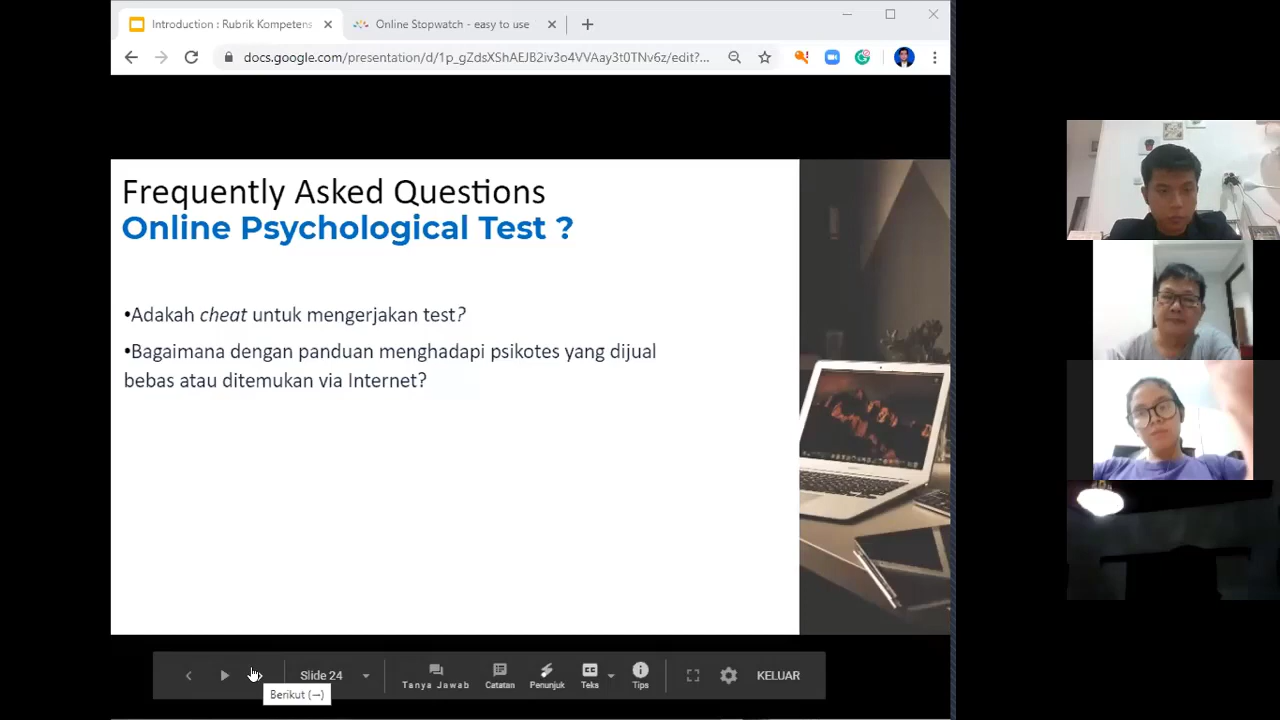 Introduction : Rubrik Kompetens
Online Stopwatch - easy to use
docs.google.com/presentation/d/1p_gZdsXShAEJB2iv3o4VVAay3t0TNv6z/edit?...
Frequently Asked Questions
Online Psychological Test ?
•Adakah cheat untuk mengerjakan test?
•Bagaimana dengan panduan menghadapi psikotes yang dijual
bebas atau ditemukan via Internet?
Slide 24
Tanya Jawab
Catatan
Penunjuk
Teks
Tips
KELUAR
Berikut (→)